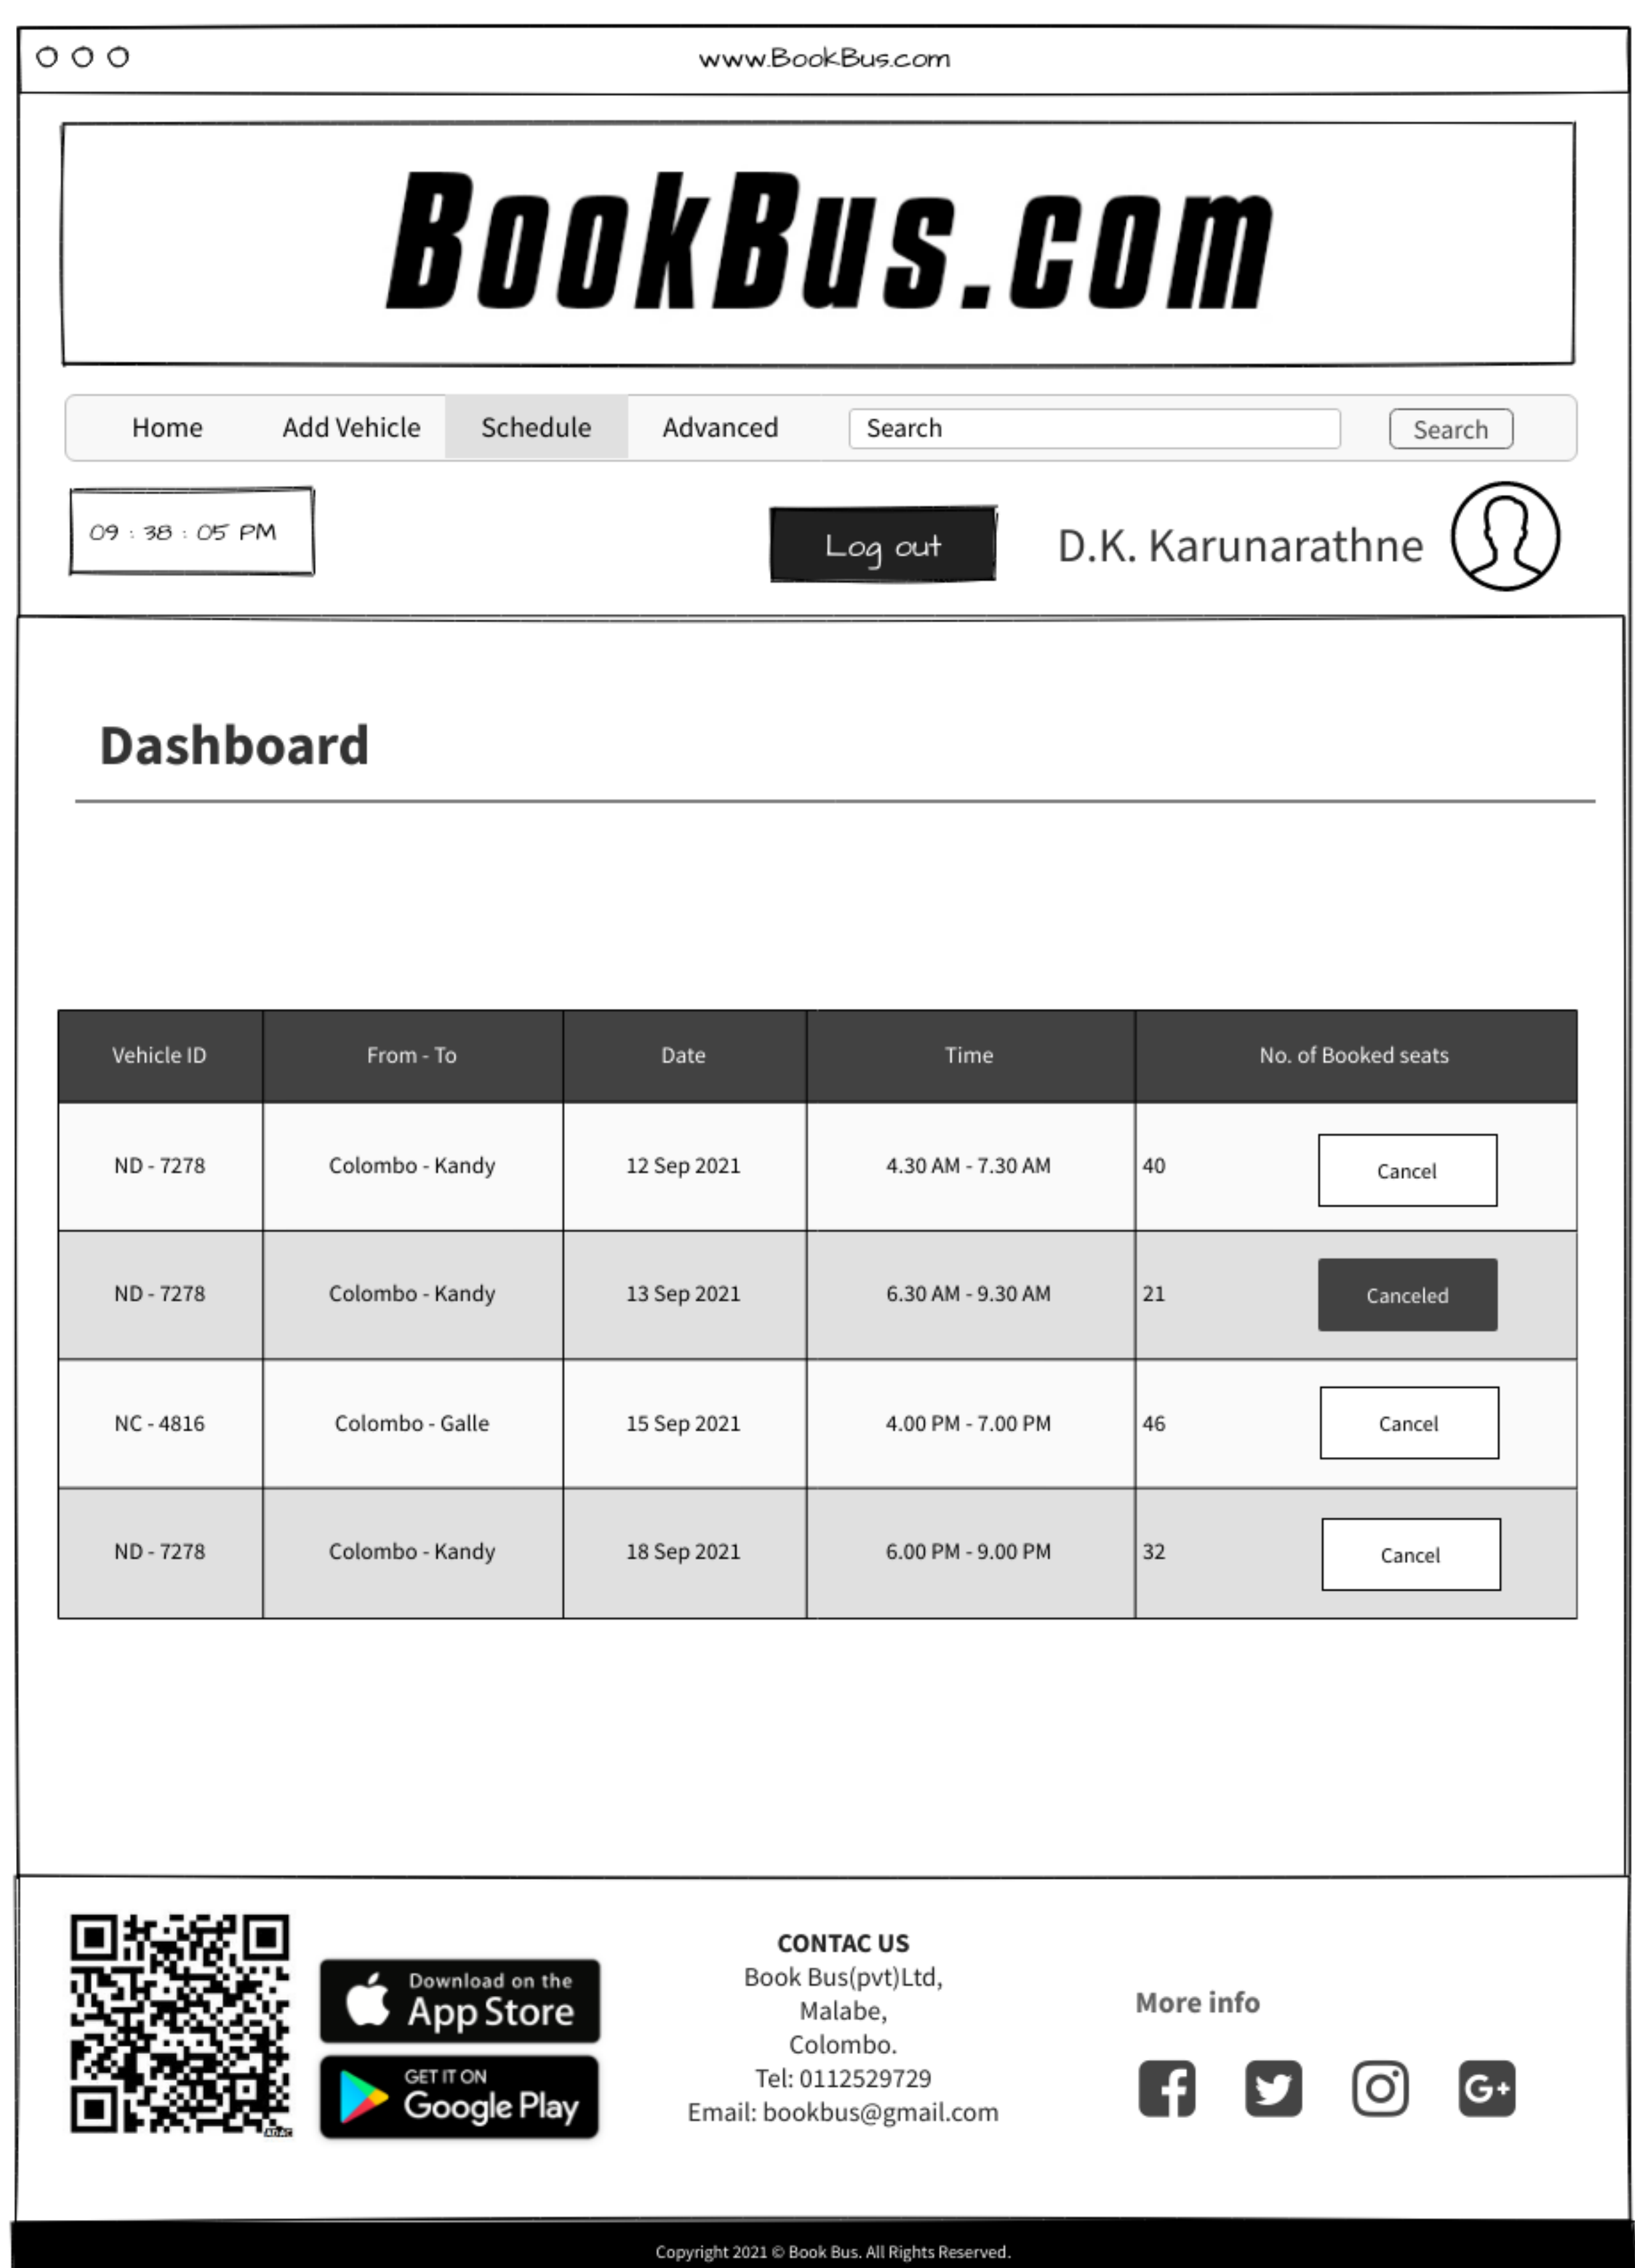 www.BookBus.com
BookBus.com
Home Add Vehicle Schedule Advanced Search Search
09 : 38 : 05 PM
Log out D.K. Karunarathne
Dashboard
Vehicle ID From - To Date Time No. of Booked seats
ND - 7278 Colombo - Kandy 12 Sep 2021 4.30 AM - 7.30 AM 40 Cancel
ND - 7278 Colombo - Kandy 13 Sep 2021 6.30 AM - 9.30 AM 21 Canceled
NC - 4816 Colombo - Galle 15 Sep 2021 4.00 PM - 7.00 PM 46 Cancel
ND - 7278 Colombo - Kandy 18 Sep 2021 6.00 PM - 9.00 PM 32 Cancel
Download on the
App Store
GET IT ON
Google Play
CONTAC US
Book Bus(pvt)Ltd,
Malabe,
Colombo.
Tel: 0112529729
Email: bookbus@gmail.com
More info
G+
Copyright 2021 © Book Bus. All Rights Reserved.